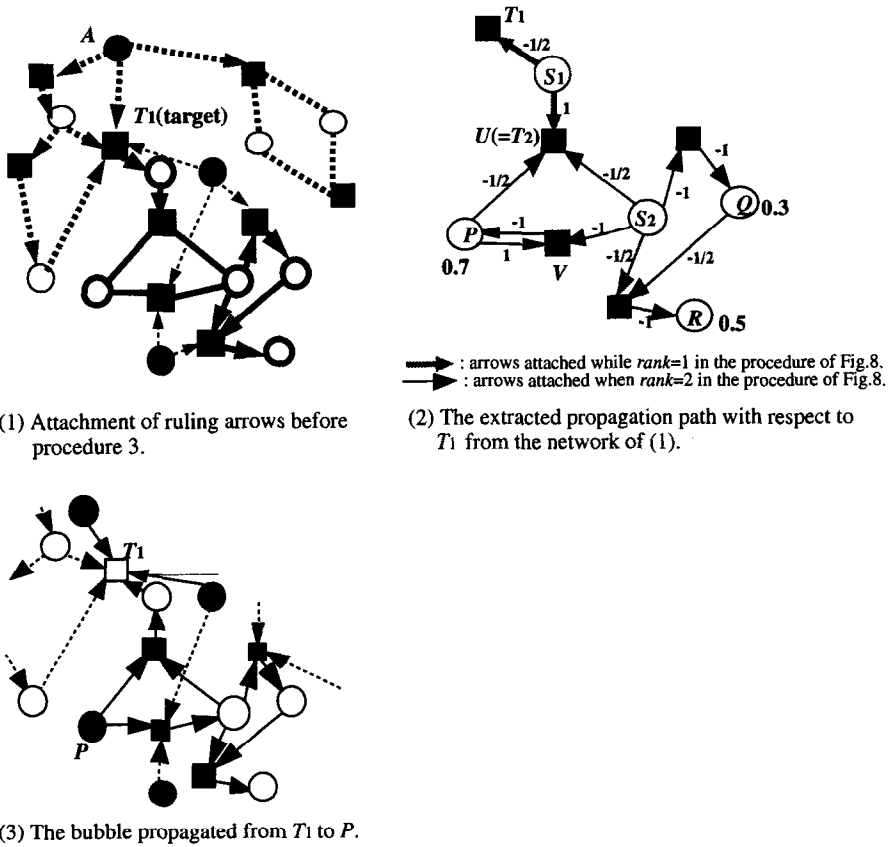 A
T1(target)
(1) Attachment of ruling arrows before
procedure 3.
T1
-1/2
S1
1
U(=T2)
-1/2
-1/2
-1
-1
S2
Q 0.3
P
-1
-1
1
V
0.7
-1/2
-1/2
-1
R 0.5
: arrows attached while rank=1 in the procedure of Fig.8.
: arrows attached when rank=2 in the procedure of Fig.8.
(2) The extracted propagation path with respect to
T1 from the network of (1).
T1
P
(3) The bubble propagated from T1 to P.